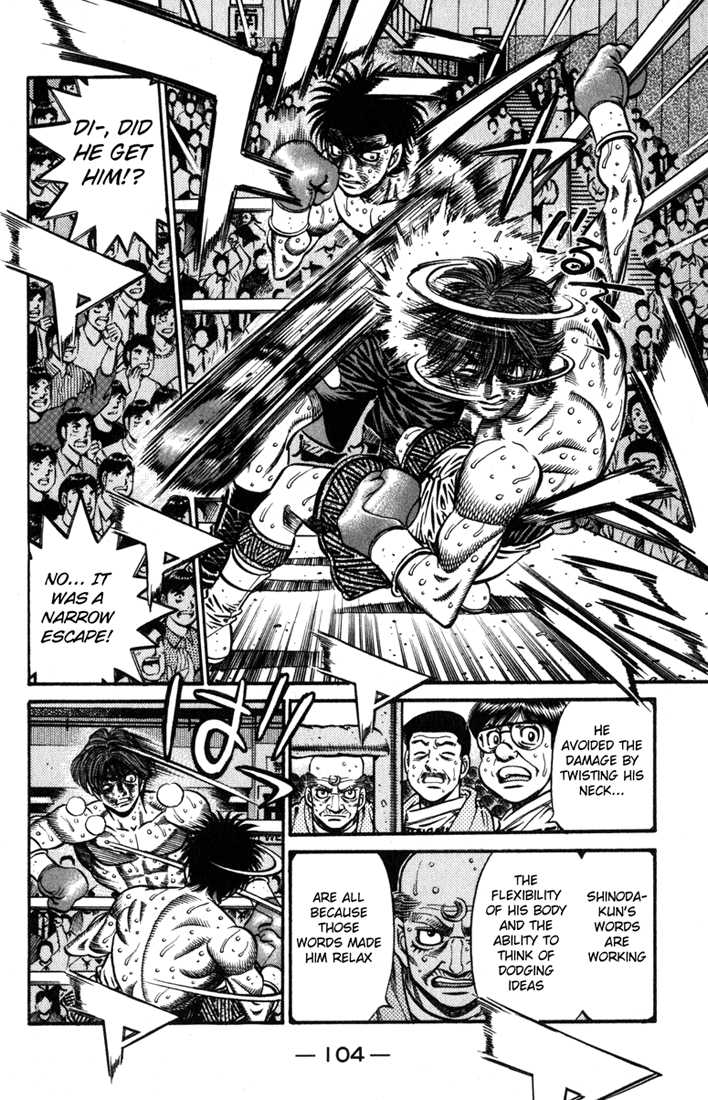 DI-, DID
HE GET
HIM!?
NO... IT
WAS A
NARROW
ESCAPE!
HE
AVOIDED THE
DAMAGE BY
TWISTING HIS
NECK...
SHINODA-
KUN'S
WORDS
ARE
WORKING
THE
FLEXIBILITY
OF HIS BODY
AND THE
ABILITY TO
THINK OF
DODGING
IDEAS
ARE ALL
BECAUSE
THOSE
WORDS MADE
HIM RELAX
— 104 —